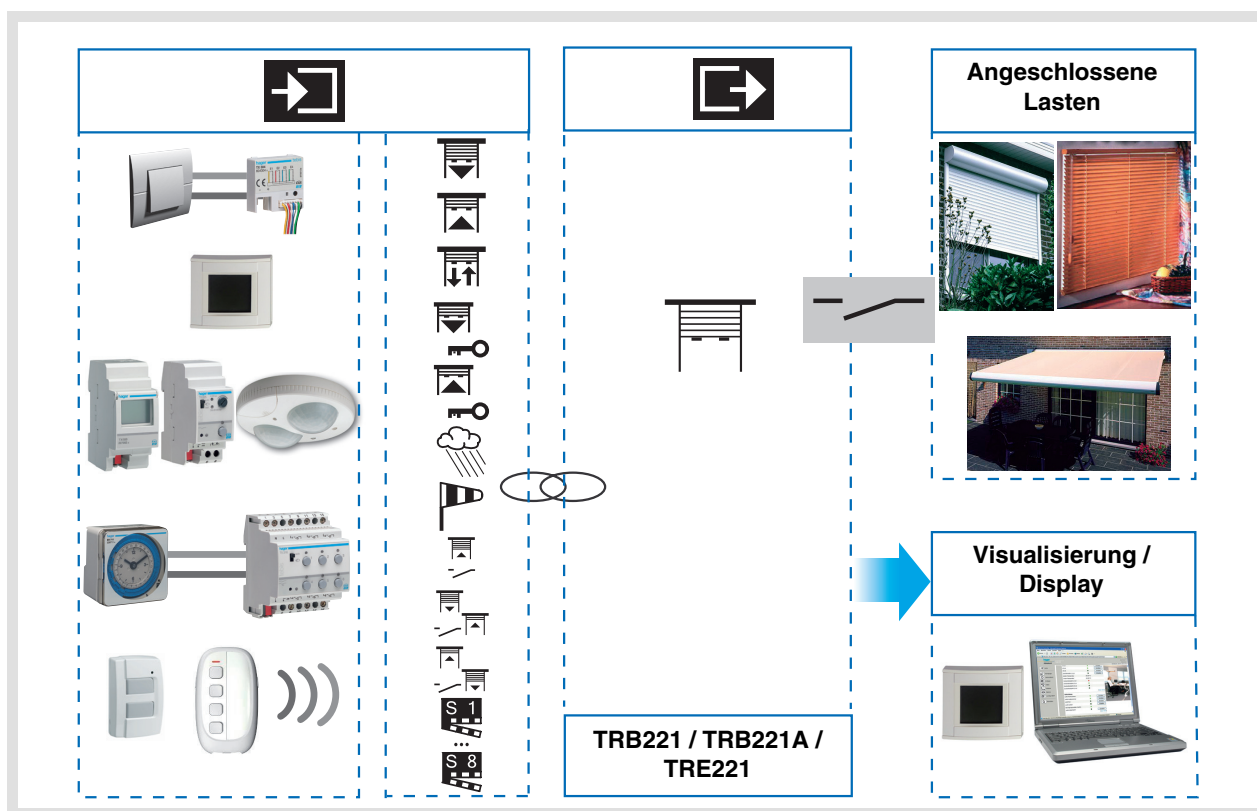 Angeschlossene
Lasten
S 1
...
S 8
TRB221 / TRB221A /
TRE221
Visualisierung /
Display